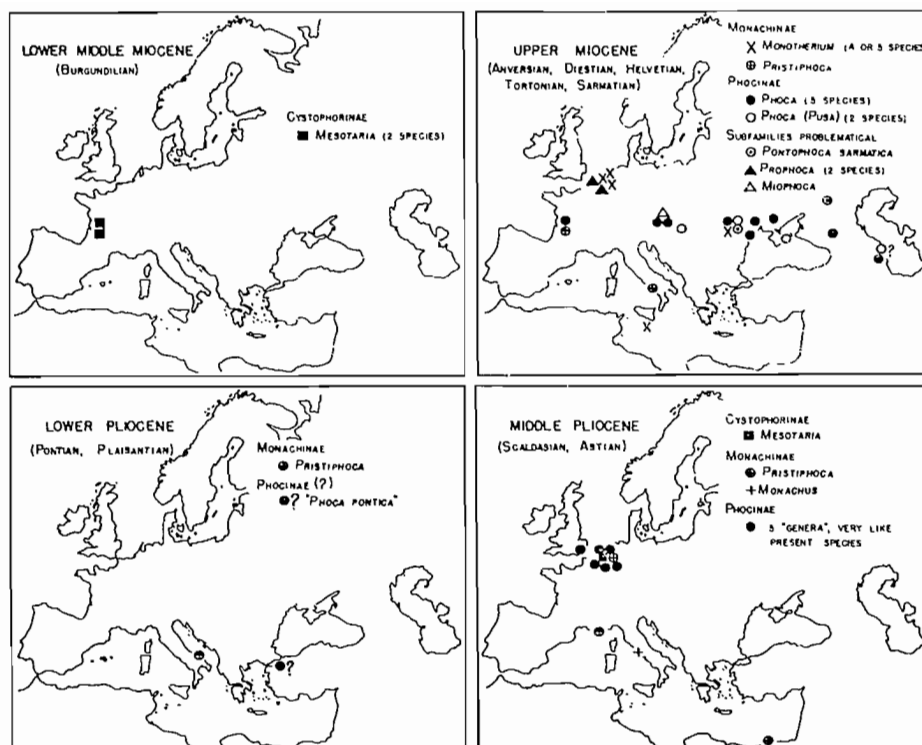 LOWER MIDDLE MIOCENE
(BURGUNDILIAN)
CYSTOPHORINAE
MESOTARIA (2 SPECIES)
UPPER MIOCENE
(ANVERSIAN, DIESTIAN, HELVETIAN,
TORTONIAN, SARMATIAN)
MONACHINAE
MONOTHERIUM (4 OR 5 SPECIES)
PRISTIPHOCA
PHOCINAE
PHOCA (5 SPECIES)
PHOCA (PUSA) (2 SPECIES)
SUBFAMILIES PROBLEMATICAL
PONTOPHOCA SARMATICA
PROPHOCA (2 SPECIES)
MIOPHOCA
?
LOWER PLIOCENE
(PONTIAN, PLAISANTIAN)
MONACHINAE
PRISTIPHOCA
PHOCINAE (?)
? "PHOCA PONTICA"
?
MIDDLE PLIOCENE
(SCALDASIAN, ASTIAN)
CYSTOPHORINAE
MESOTARIA
MONACHINAE
PRISTIPHOCA
MONACHUS
PHOCINAE
5 "GENERA", VERY LIKE
PRESENT SPECIES